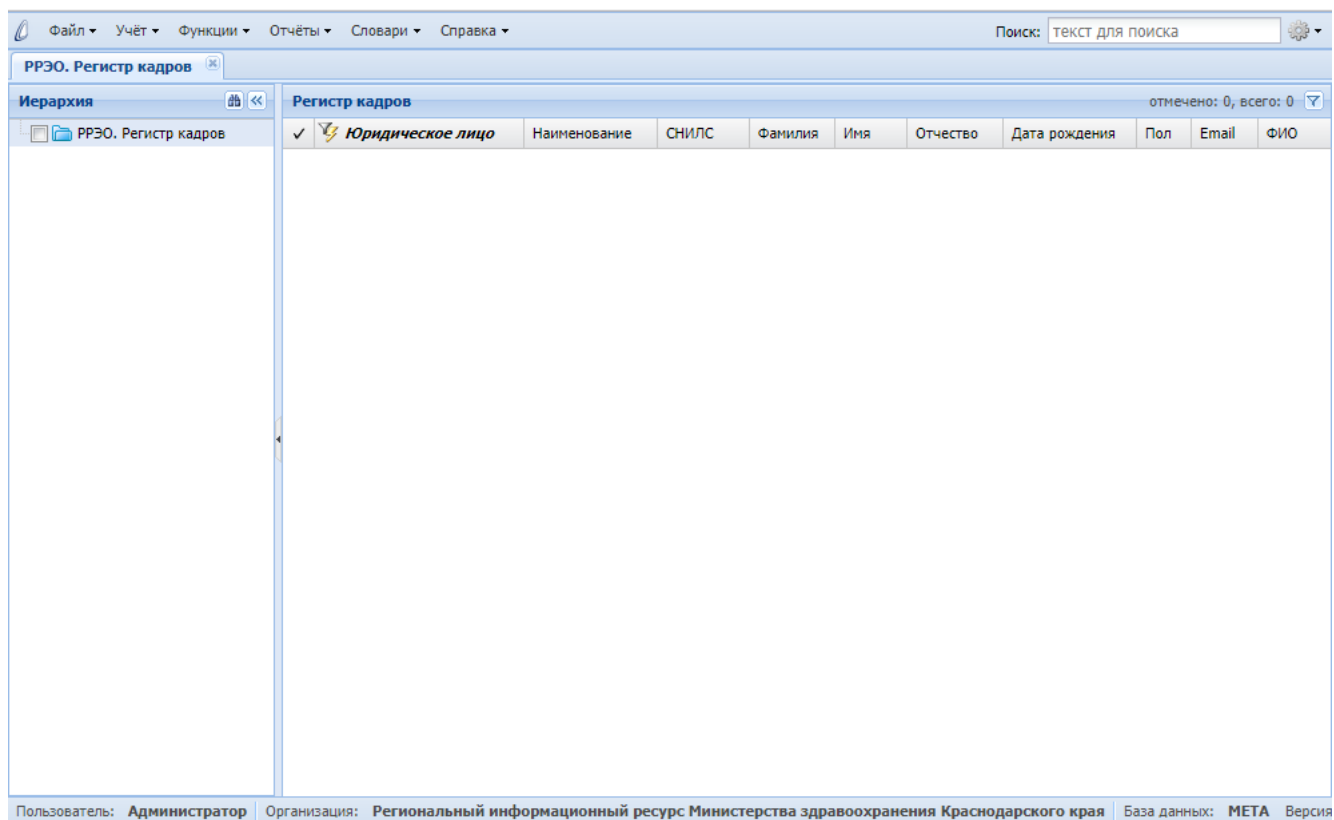 Файл Учёт Функции Отчёты Словари Справка Поиск: текст для поиска
РРЭО. Регистр кадров
Иерархия Регистр кадров отмечено: 0, всего: 0
РРЭО. Регистр кадров Юридическое лицо Наименование СНИЛС Фамилия Имя Отчество Дата рождения Пол Email ФИО
Пользователь: Администратор Организация: Региональный информационный ресурс Министерства здравоохранения Краснодарского края База данных: META Версия